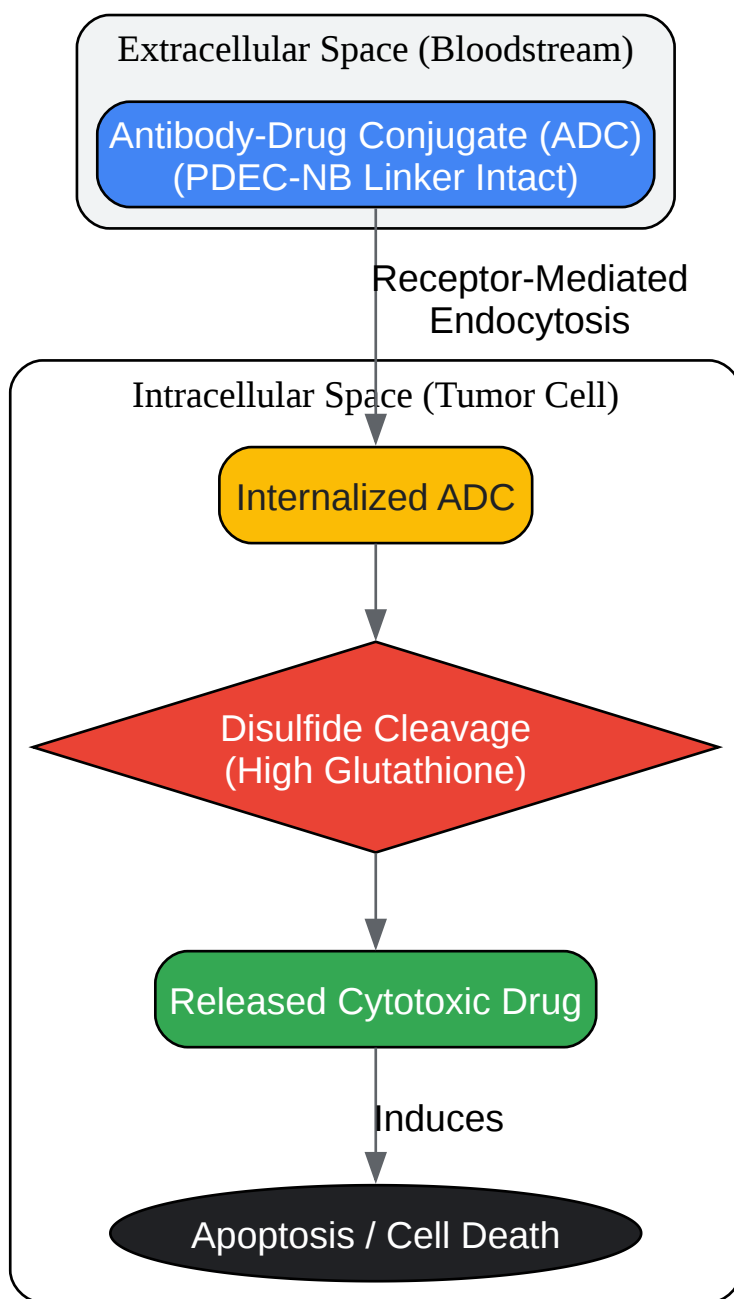 Extracellular Space (Bloodstream)
Antibody-Drug Conjugate (ADC)
(PDEC-NB Linker Intact)
Receptor-Mediated
Endocytosis
Intracellular Space (Tumor Cell)
Internalized ADC
Disulfide Cleavage
(High Glutathione)
Released Cytotoxic Drug
Induces
Apoptosis / Cell Death